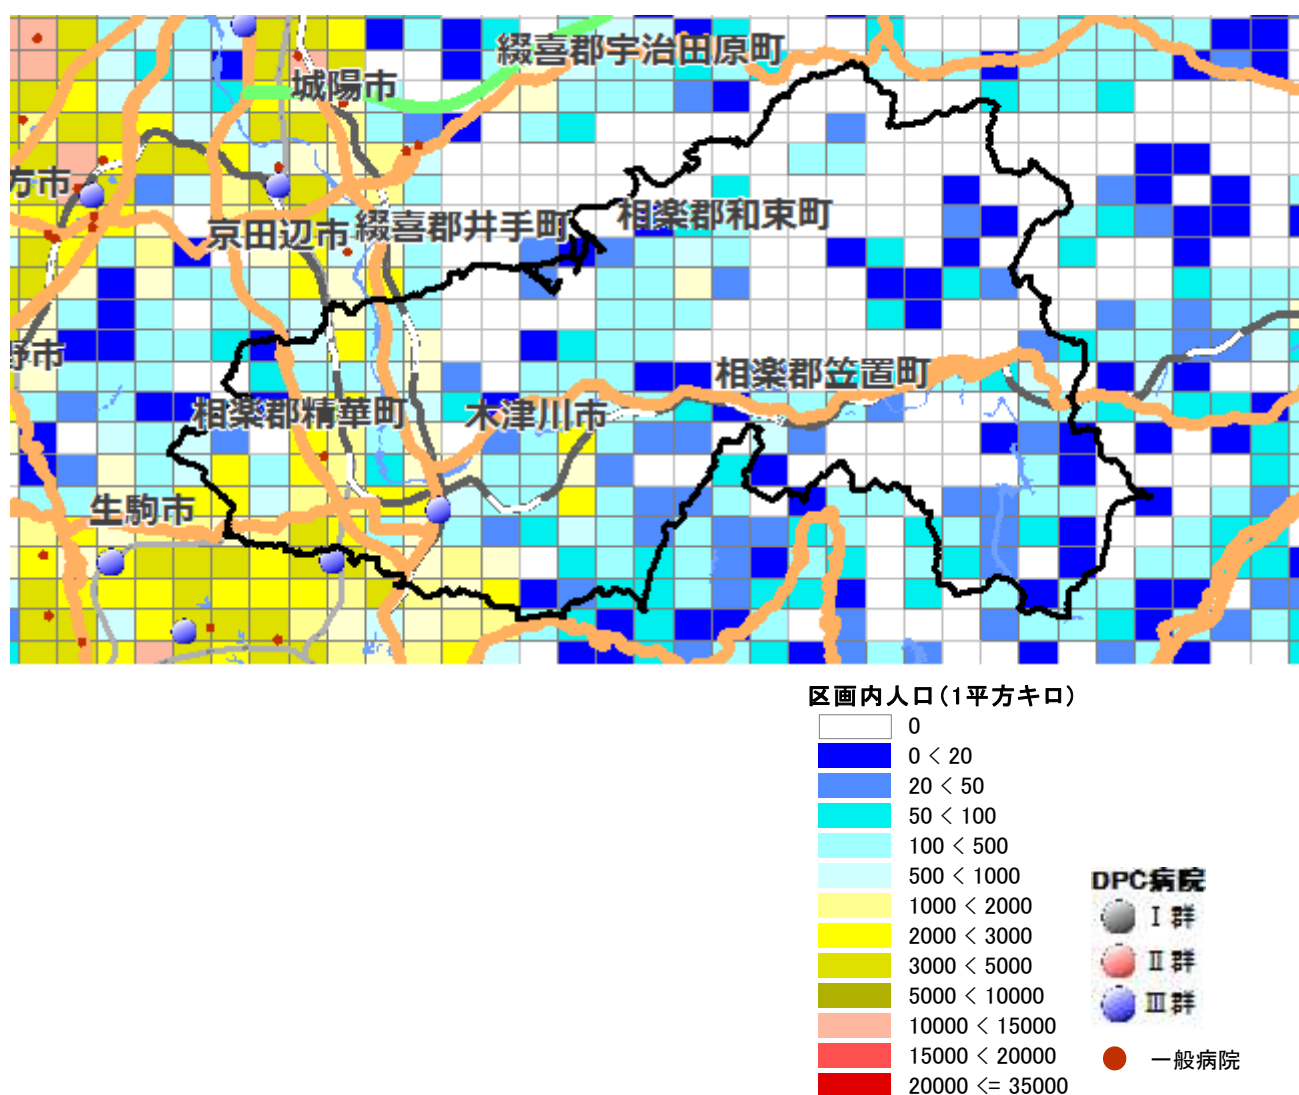 綴喜郡宇治田原町
城陽市
方市
相楽郡和束町
京田辺市
綴喜郡井手町
野市
相楽郡笠置町
相楽郡精華町
木津川市
生駒市
区画内人口(1平方キロ)
0
0 < 20
20 < 50
50 < 100
100 < 500
500 < 1000
1000 < 2000
2000 < 3000
3000 < 5000
5000 < 10000
10000 < 15000
15000 < 20000
20000 <= 35000
DPC病院
Ⅰ群
Ⅱ群
Ⅲ群
一般病院